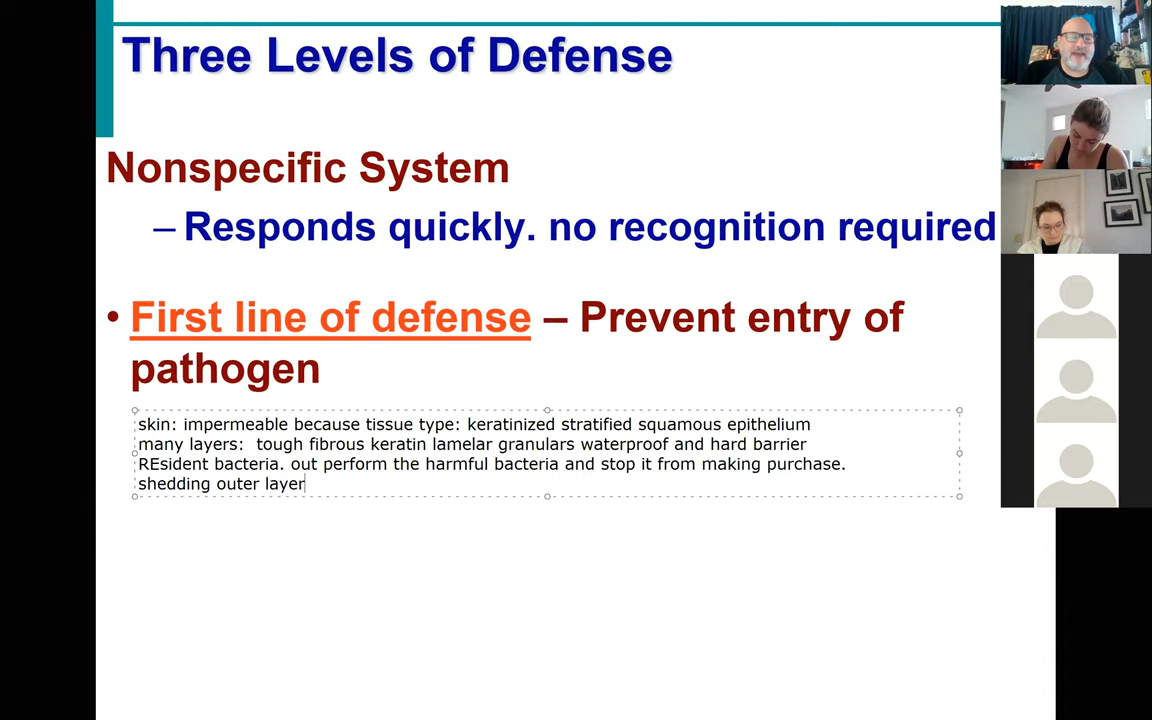 Three Levels of Defense
Nonspecific System
– Responds quickly. no recognition required
• First line of defense – Prevent entry of
pathogen
skin: impermeable because tissue type: keratinized stratified squamous epithelium
many layers:  tough fibrous keratin lamelar granulars waterproof and hard barrier
REsident bacteria. out perform the harmful bacteria and stop it from making purchase.
shedding outer layer